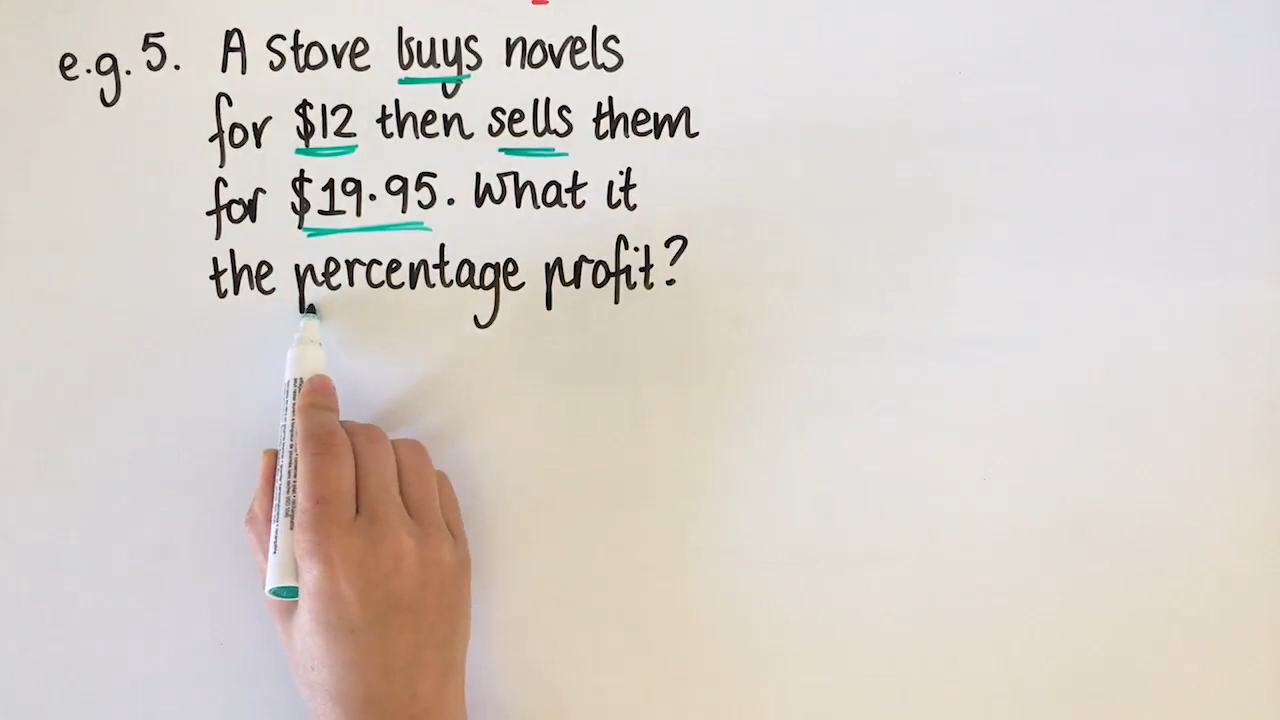 e.g. 5. A store buys novels
for $12 then sells them
for $19.95. What it
the percentage profit?